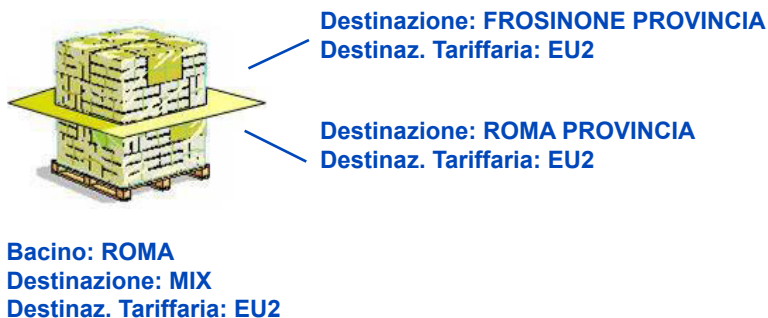 Destinazione: FROSINONE PROVINCIA
Destinaz. Tariffaria: EU2
Destinazione: ROMA PROVINCIA
Destinaz. Tariffaria: EU2
Bacino: ROMA
Destinazione: MIX
Destinaz. Tariffaria: EU2